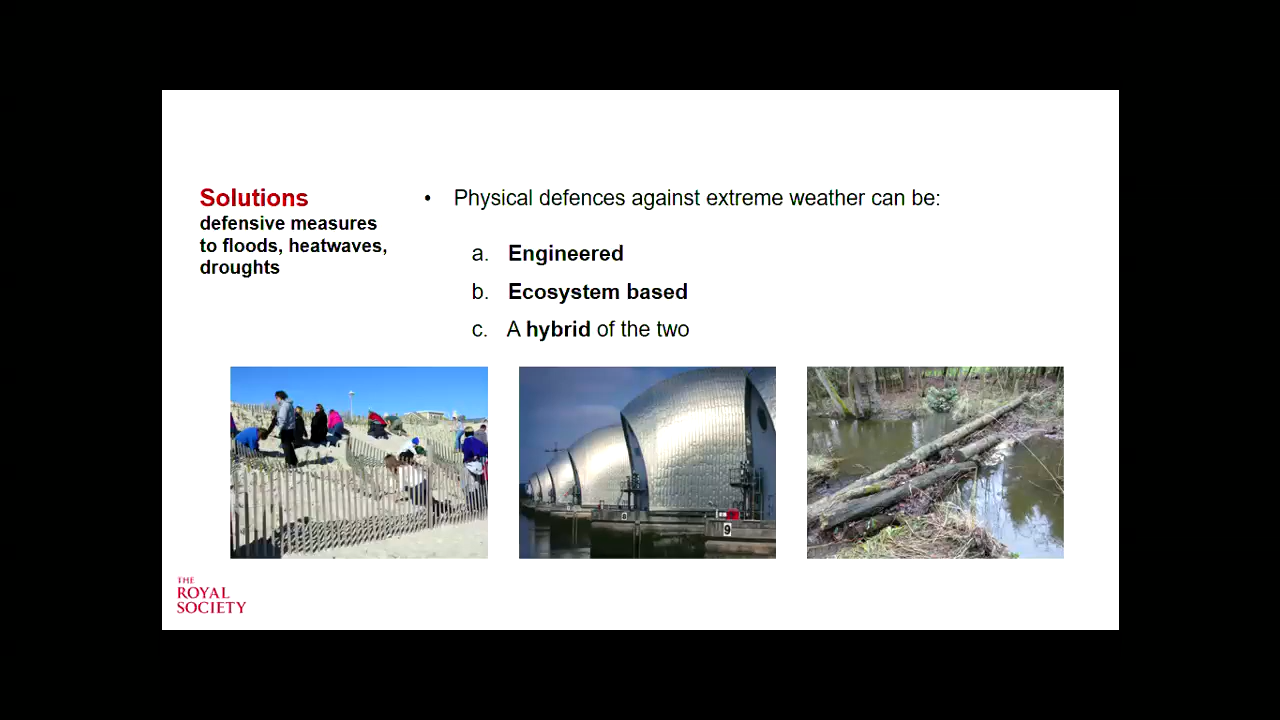 Solutions
defensive measures
to floods, heatwaves,
droughts
• Physical defences against extreme weather can be:
a. Engineered
b. Ecosystem based
c. A hybrid of the two
9
THE
ROYAL
SOCIETY